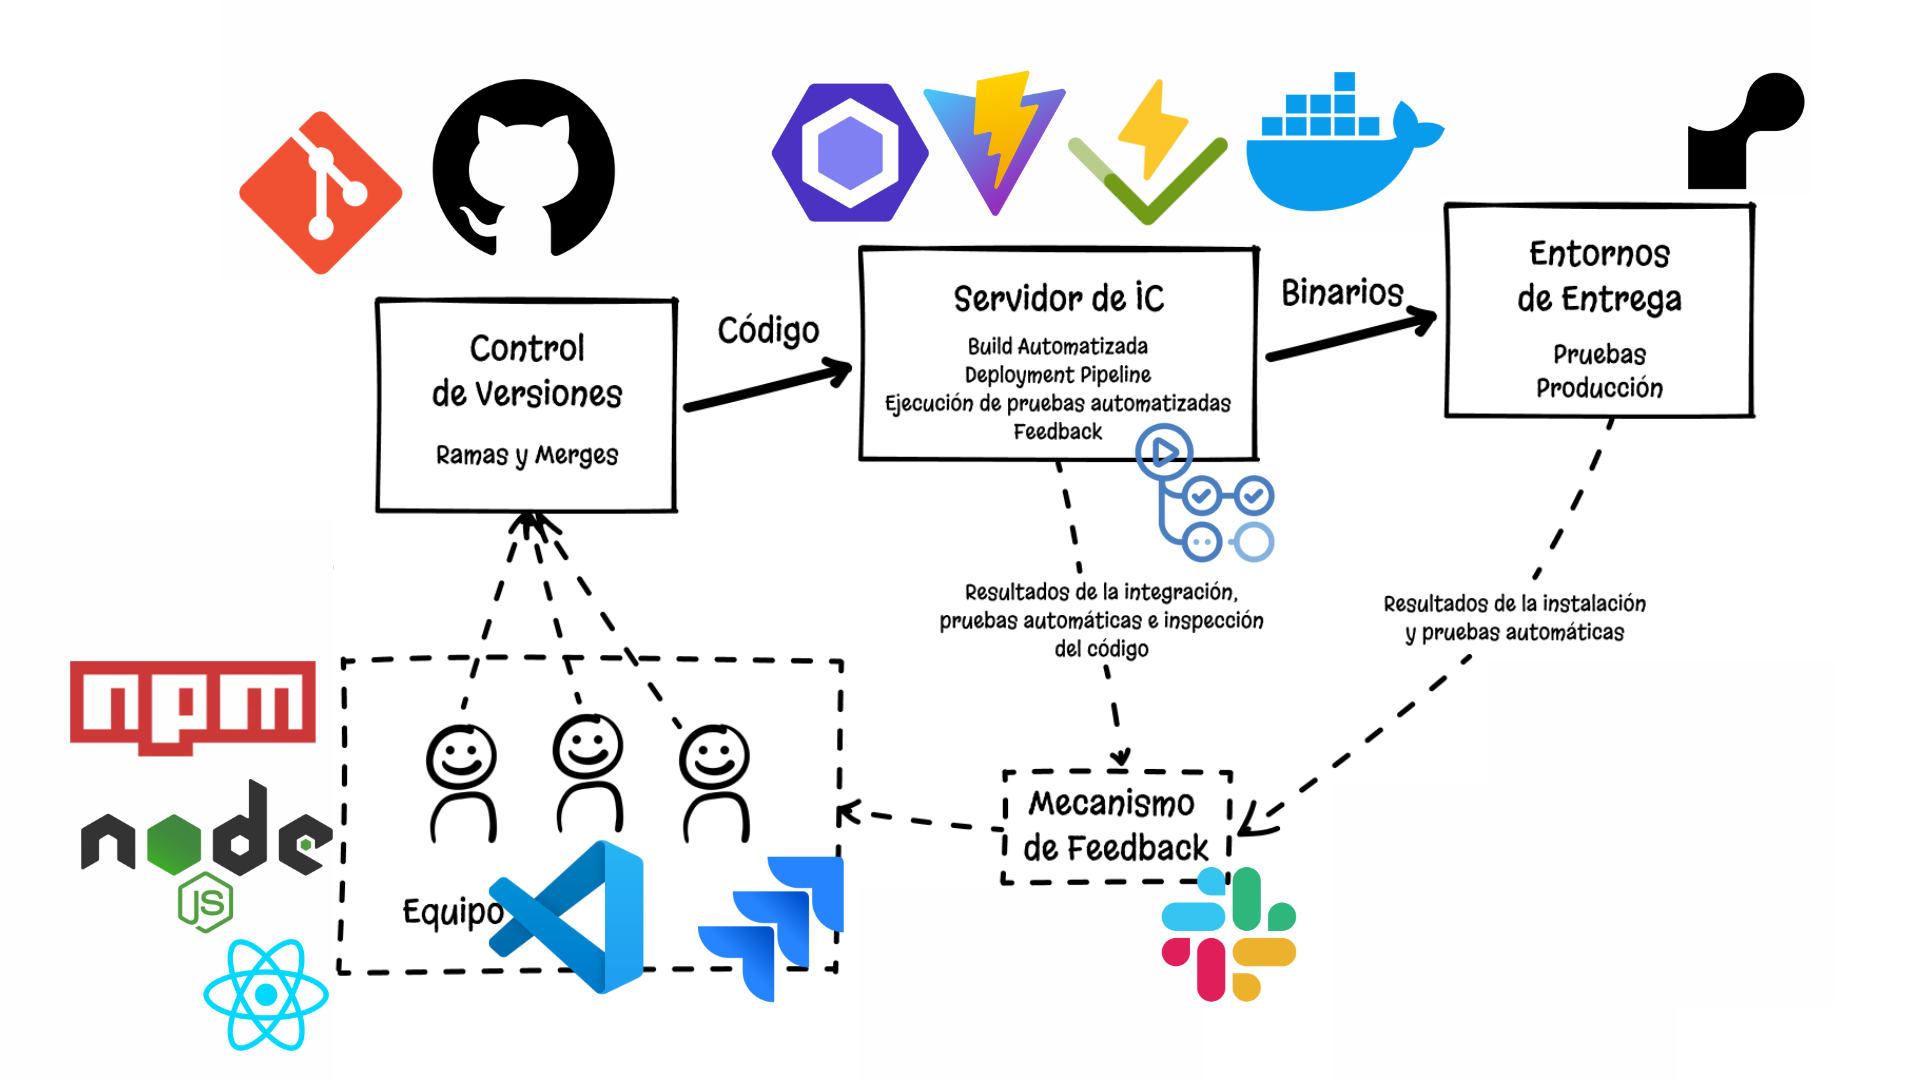 Control
de Versiones
Ramas y Merges
Código
Servidor de iC
Build Automatizada
Deployment Pipeline
Ejecución de pruebas automatizadas
Feedback
Binarios
Entornos
de Entrega
Pruebas
Producción
Resultados de la integración,
pruebas automáticas e inspección
del código
Resultados de la instalación
y pruebas automáticas
npm
node
JS
Equipo
Mecanismo
de Feedback